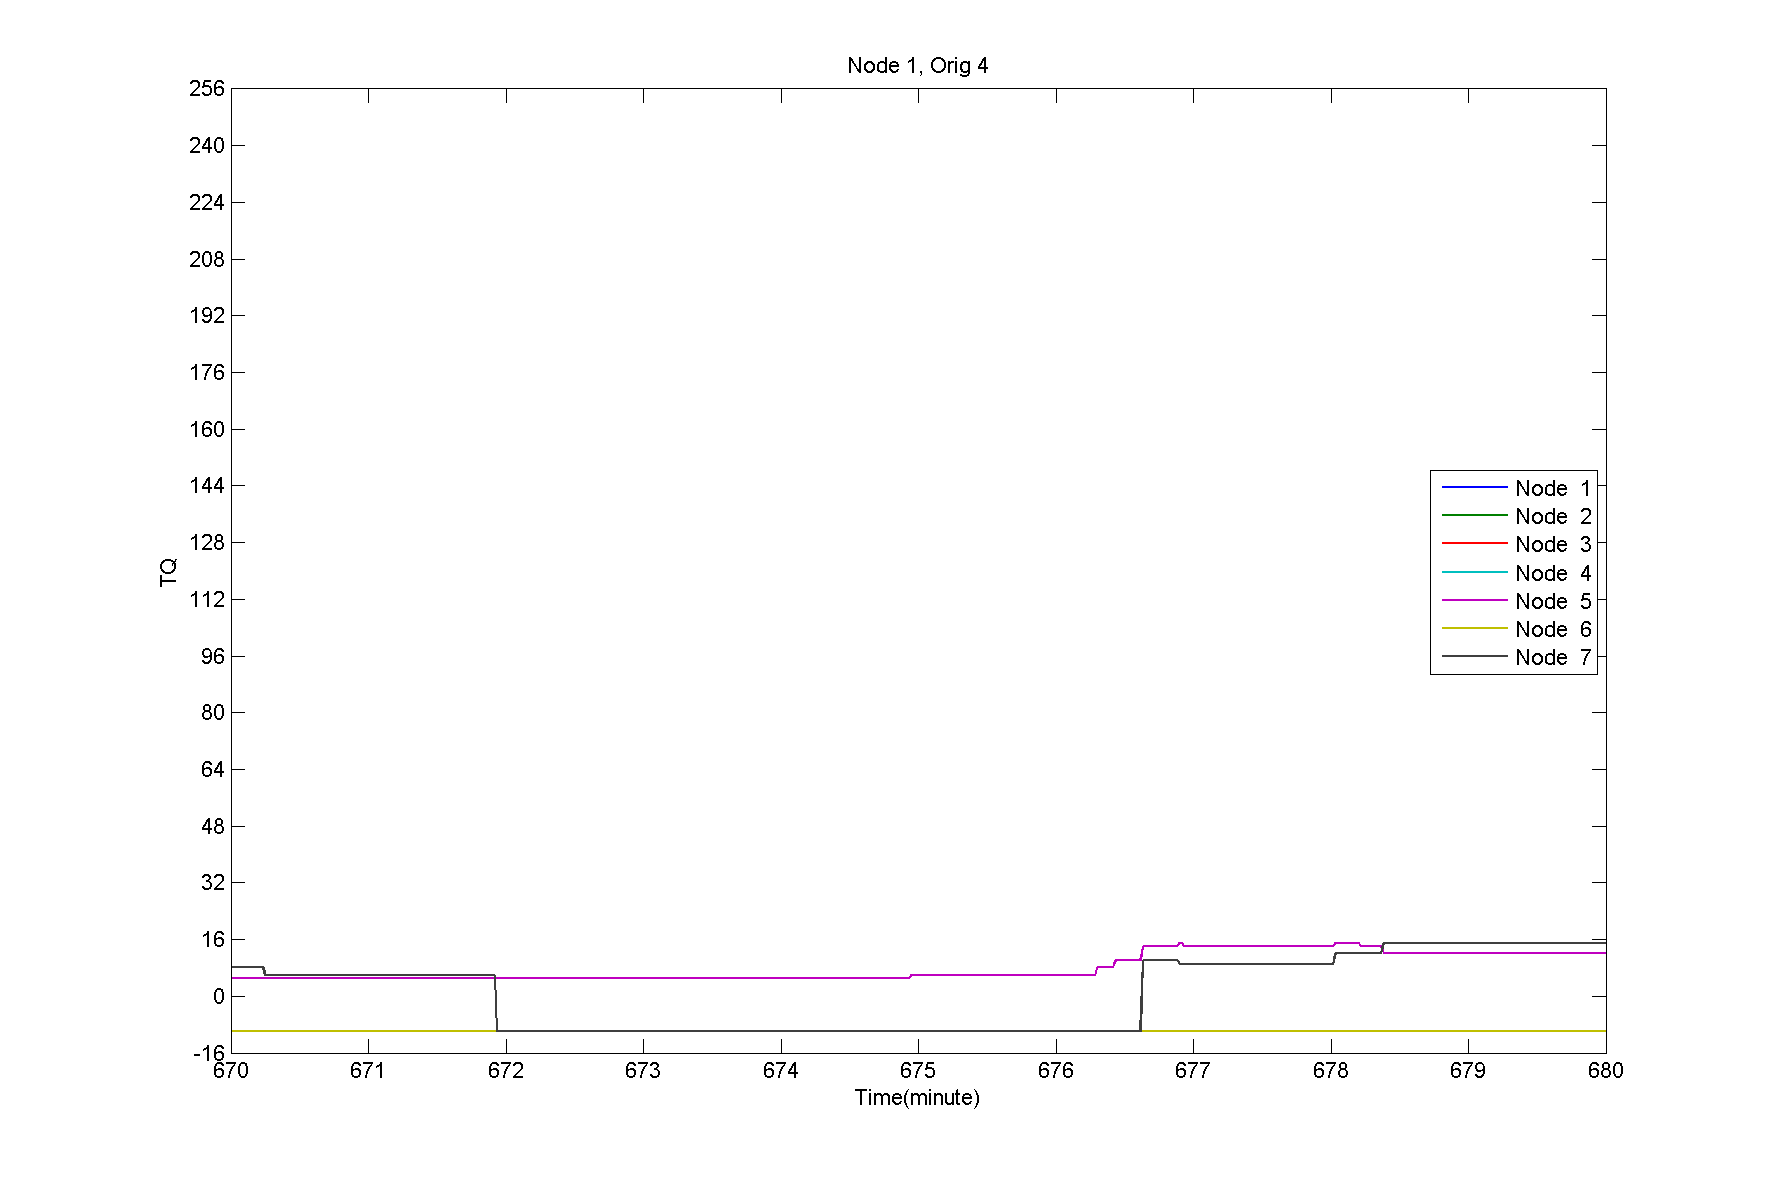 Node 1, Orig 4
256
240
224
208
192
176
160
144
128
112
96
80
64
48
32
16
0
-16
TQ
Node 1
Node 2
Node 3
Node 4
Node 5
Node 6
Node 7
670 671 672 673 674 675 676 677 678 679 680
Time(minute)